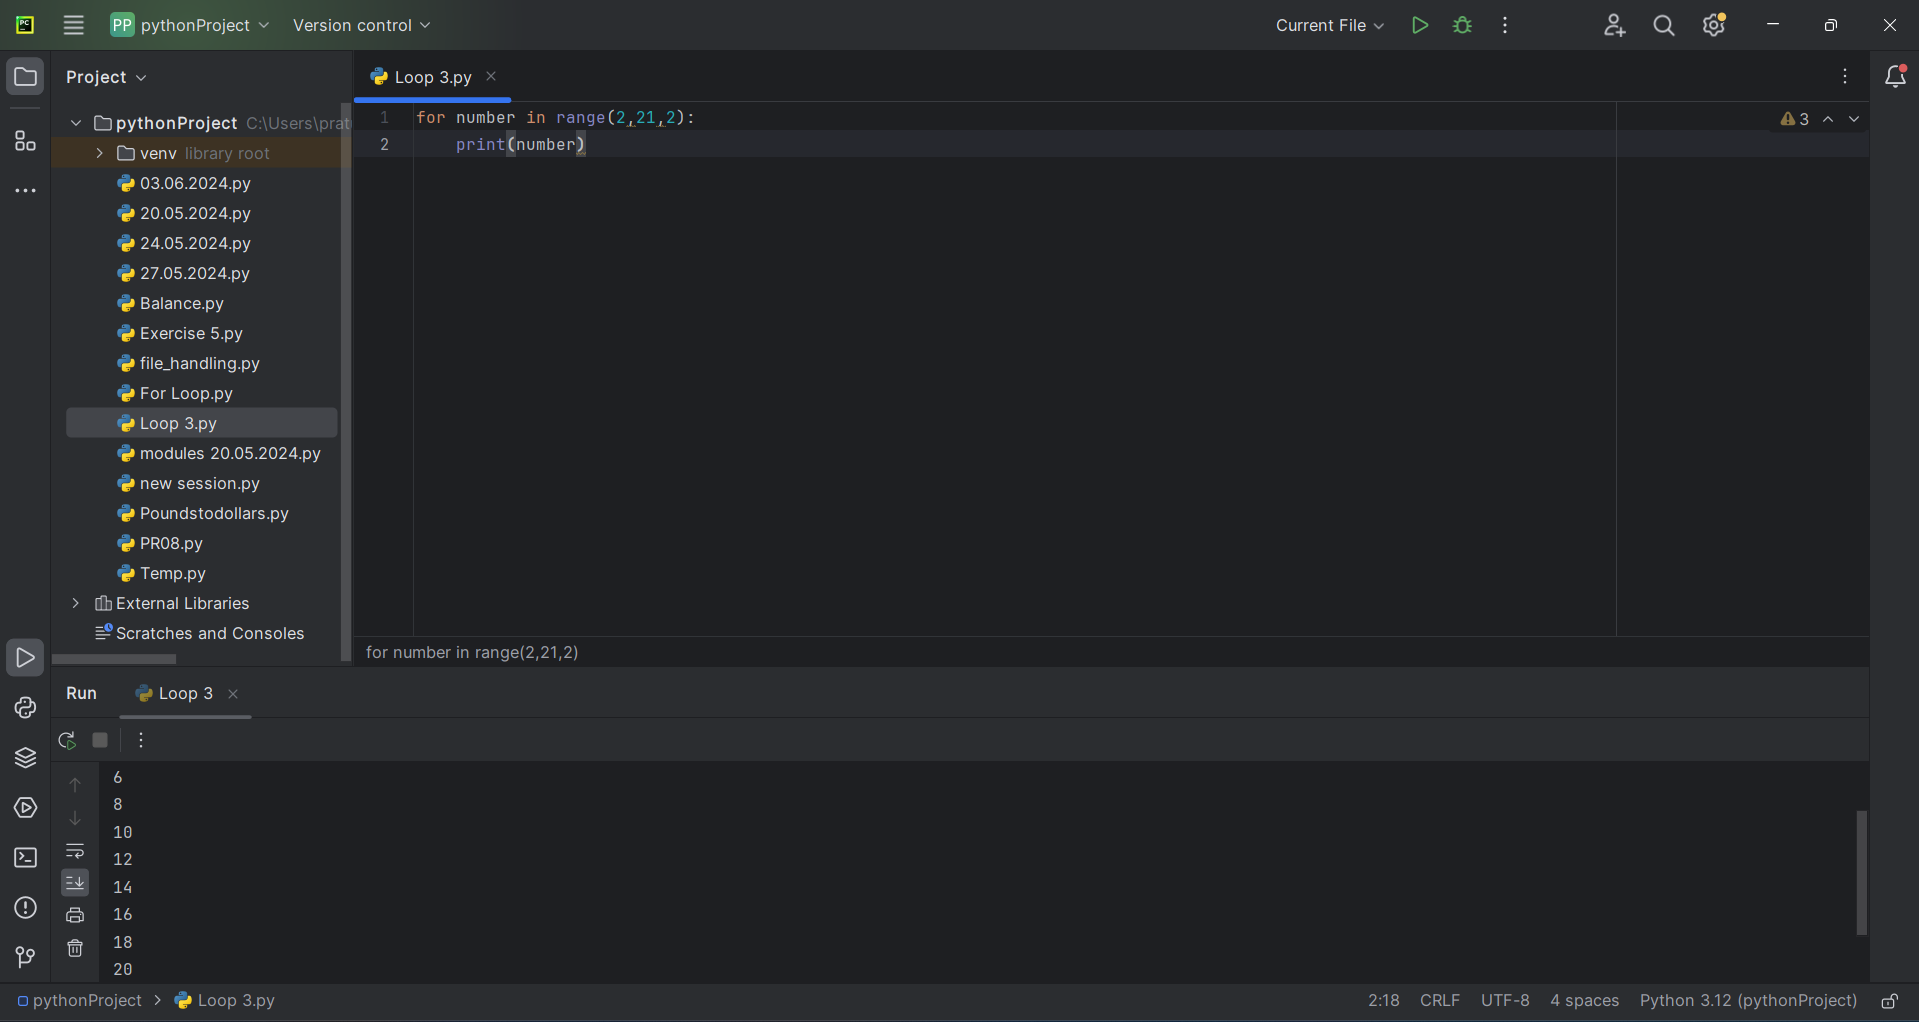 PC
PP pythonProject Version control Current File
Project
Loop 3.py
pythonProject C:\Users\prat
venv library root
03.06.2024.py
20.05.2024.py
24.05.2024.py
27.05.2024.py
Balance.py
Exercise 5.py
file_handling.py
For Loop.py
Loop 3.py
modules 20.05.2024.py
new session.py
Poundstodollars.py
PR08.py
Temp.py
External Libraries
Scratches and Consoles
1 for number in range(2,21,2):
2 print(number)
3
for number in range(2,21,2)
Run Loop 3
6
8
10
12
14
16
18
20
pythonProject > Loop 3.py
2:18 CRLF UTF-8 4 spaces Python 3.12 (pythonProject)